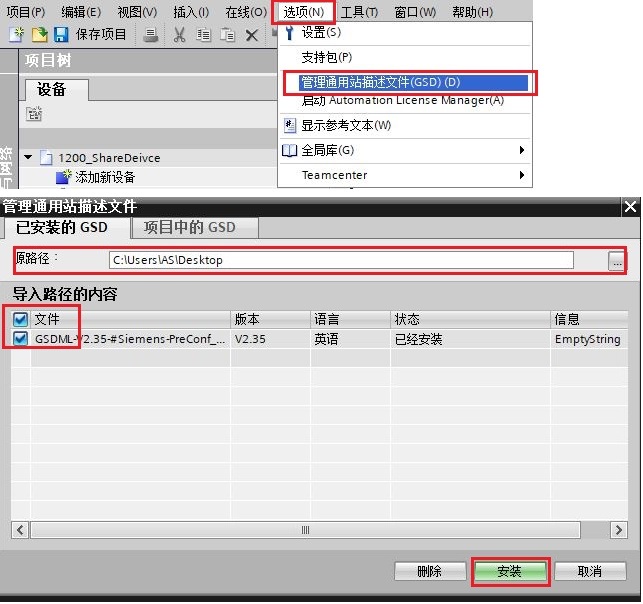 项目(P) 编辑(E) 视图(V) 插入(I) 在线(O) 选项(N) 工具(T) 窗口(W) 帮助(H)
保存项目
设置(S)
支持包(P)
管理通用站描述文件(GSD) (D)
启动 Automation License Manager(A)
显示参考文本(W)
全局库(G)
Teamcenter
项目树
设备
1200_ShareDeivce
添加新设备
管理通用站描述文件
已安装的 GSD 项目中的 GSD
原路径： C:\Users\AS\Desktop ...
导入路径的内容
文件 版本 语言 状态 信息
GSDML-V2.35-#Siemens-PreConf_... V2.35 英语 已经安装 EmptyString
删除 安装 取消